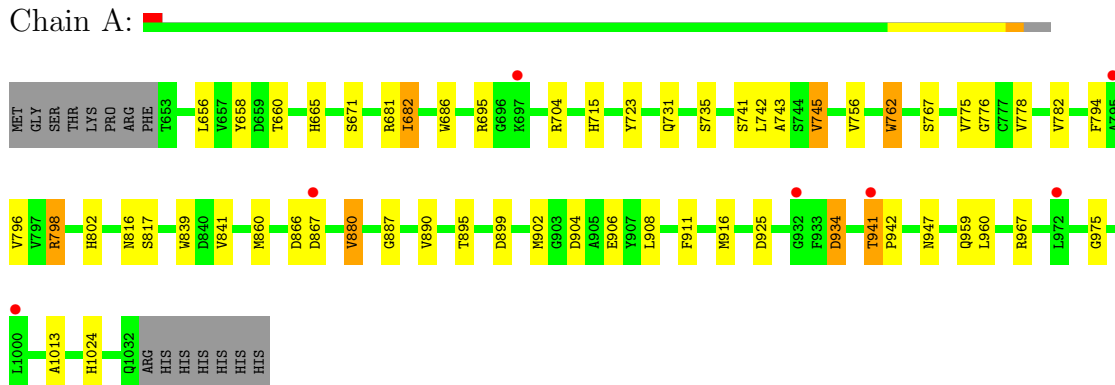 Chain A:
MET GLY SER THR LYS PRO ARG PHE T653 L656 V657 Y658 D659 T660 H665 S671 R681 I682 W686 R695 G696 K697 R704 H715 Y723 Q731 S735 S741 L742 A743 S744 V745 V756 W762 S767 V775 G776 C777 V778 V782 F794 A795
V796 V797 R798 H802 N816 S817 W839 D840 V841 M860 D866 D867 V880 G887 V890 T895 D899 M902 G903 D904 A905 E906 Y907 L908 F911 M916 D925 G932 F933 D934 T941 P942 N947 Q959 L960 R967 L972 G975
L1000 A1013 H1024 Q1032 ARG HIS HIS HIS HIS HIS HIS